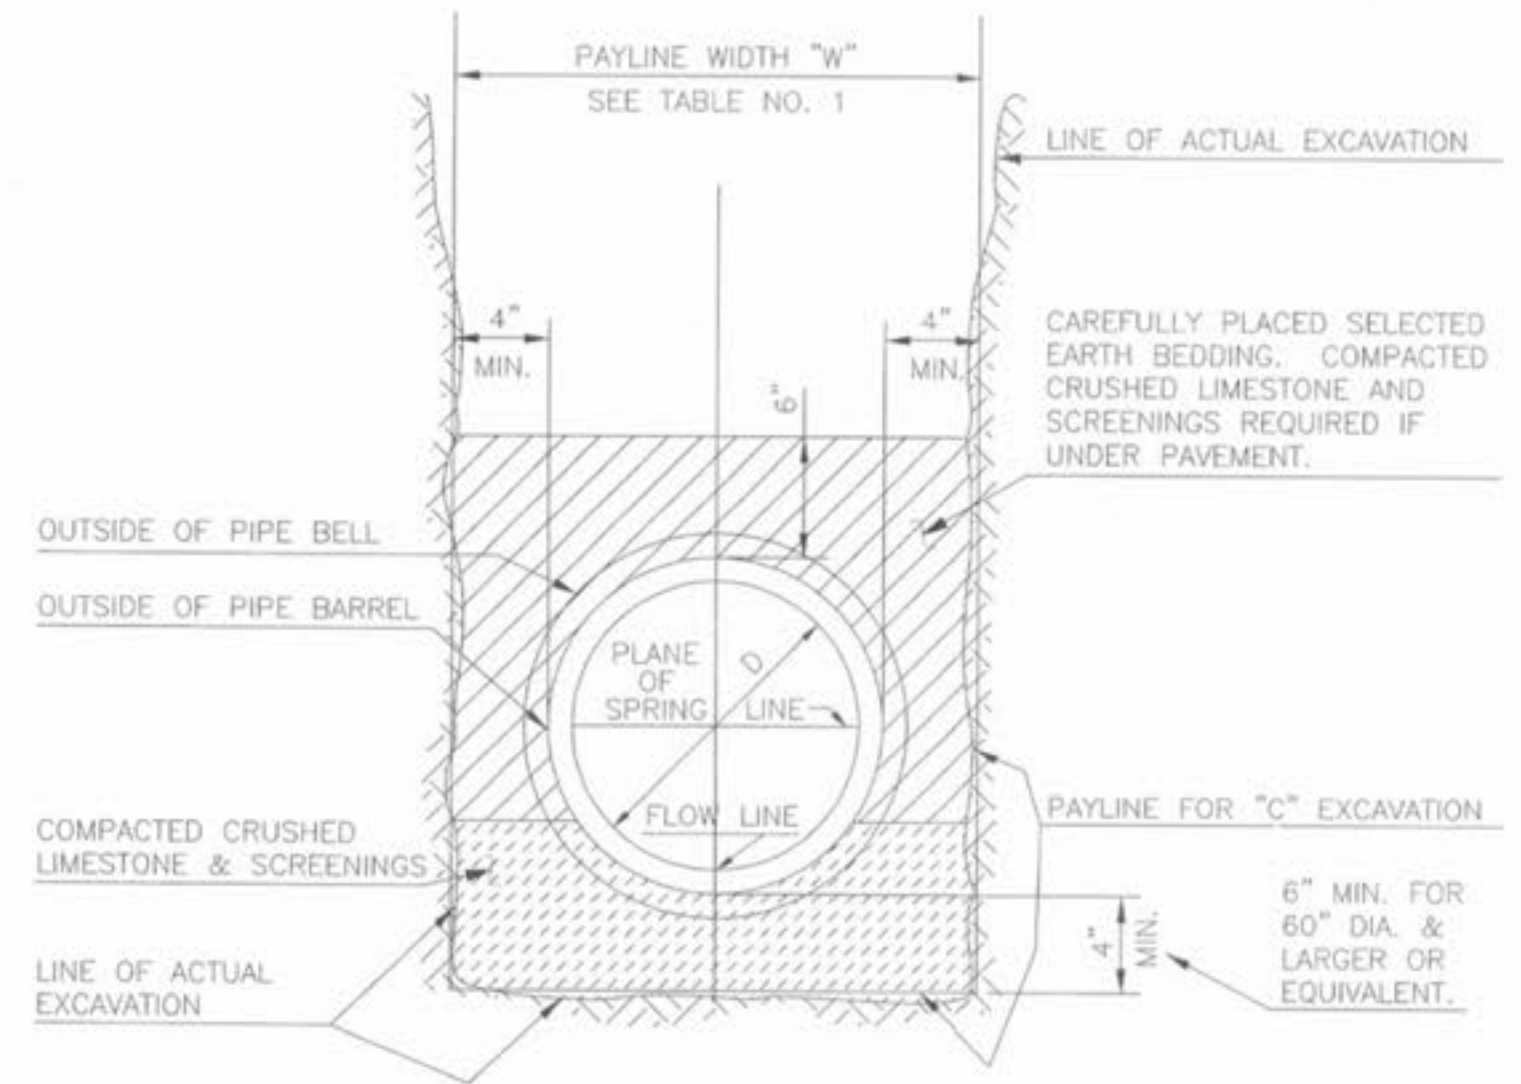 PAYLINE WIDTH "W"
SEE TABLE NO. 1
LINE OF ACTUAL EXCAVATION
4"
MIN.
4"
MIN.
6"
CAREFULLY PLACED SELECTED
EARTH BEDDING. COMPACTED
CRUSHED LIMESTONE AND
SCREENINGS REQUIRED IF
UNDER PAVEMENT.
OUTSIDE OF PIPE BELL
OUTSIDE OF PIPE BARREL
PLANE
OF
SPRING LINE
D
FLOW LINE
PAYLINE FOR "C" EXCAVATION
COMPACTED CRUSHED
LIMESTONE & SCREENINGS
4"
MIN.
6" MIN. FOR
60" DIA. &
LARGER OR
EQUIVALENT.
LINE OF ACTUAL
EXCAVATION